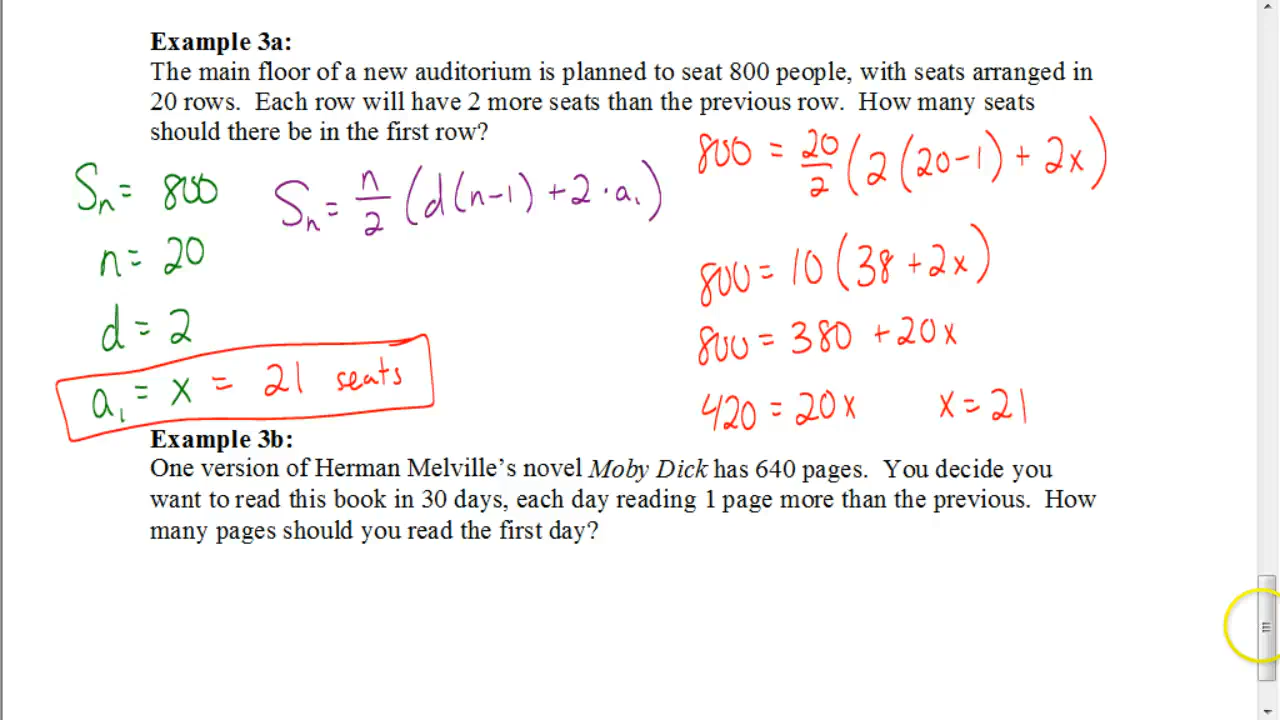 Example 3a:
The main floor of a new auditorium is planned to seat 800 people, with seats arranged in
20 rows.  Each row will have 2 more seats than the previous row.  How many seats
should there be in the first row?
Sₙ = 800
n = 20
d = 2
a₁ = x = 21 seats
Sₙ = n/2 (d(n-1) + 2·a₁)
800 = 20/2 (2(20-1) + 2x)
800 = 10(38 + 2x)
800 = 380 + 20x
420 = 20x    x = 21
Example 3b:
One version of Herman Melville's novel Moby Dick has 640 pages.  You decide you
want to read this book in 30 days, each day reading 1 page more than the previous.  How
many pages should you read the first day?